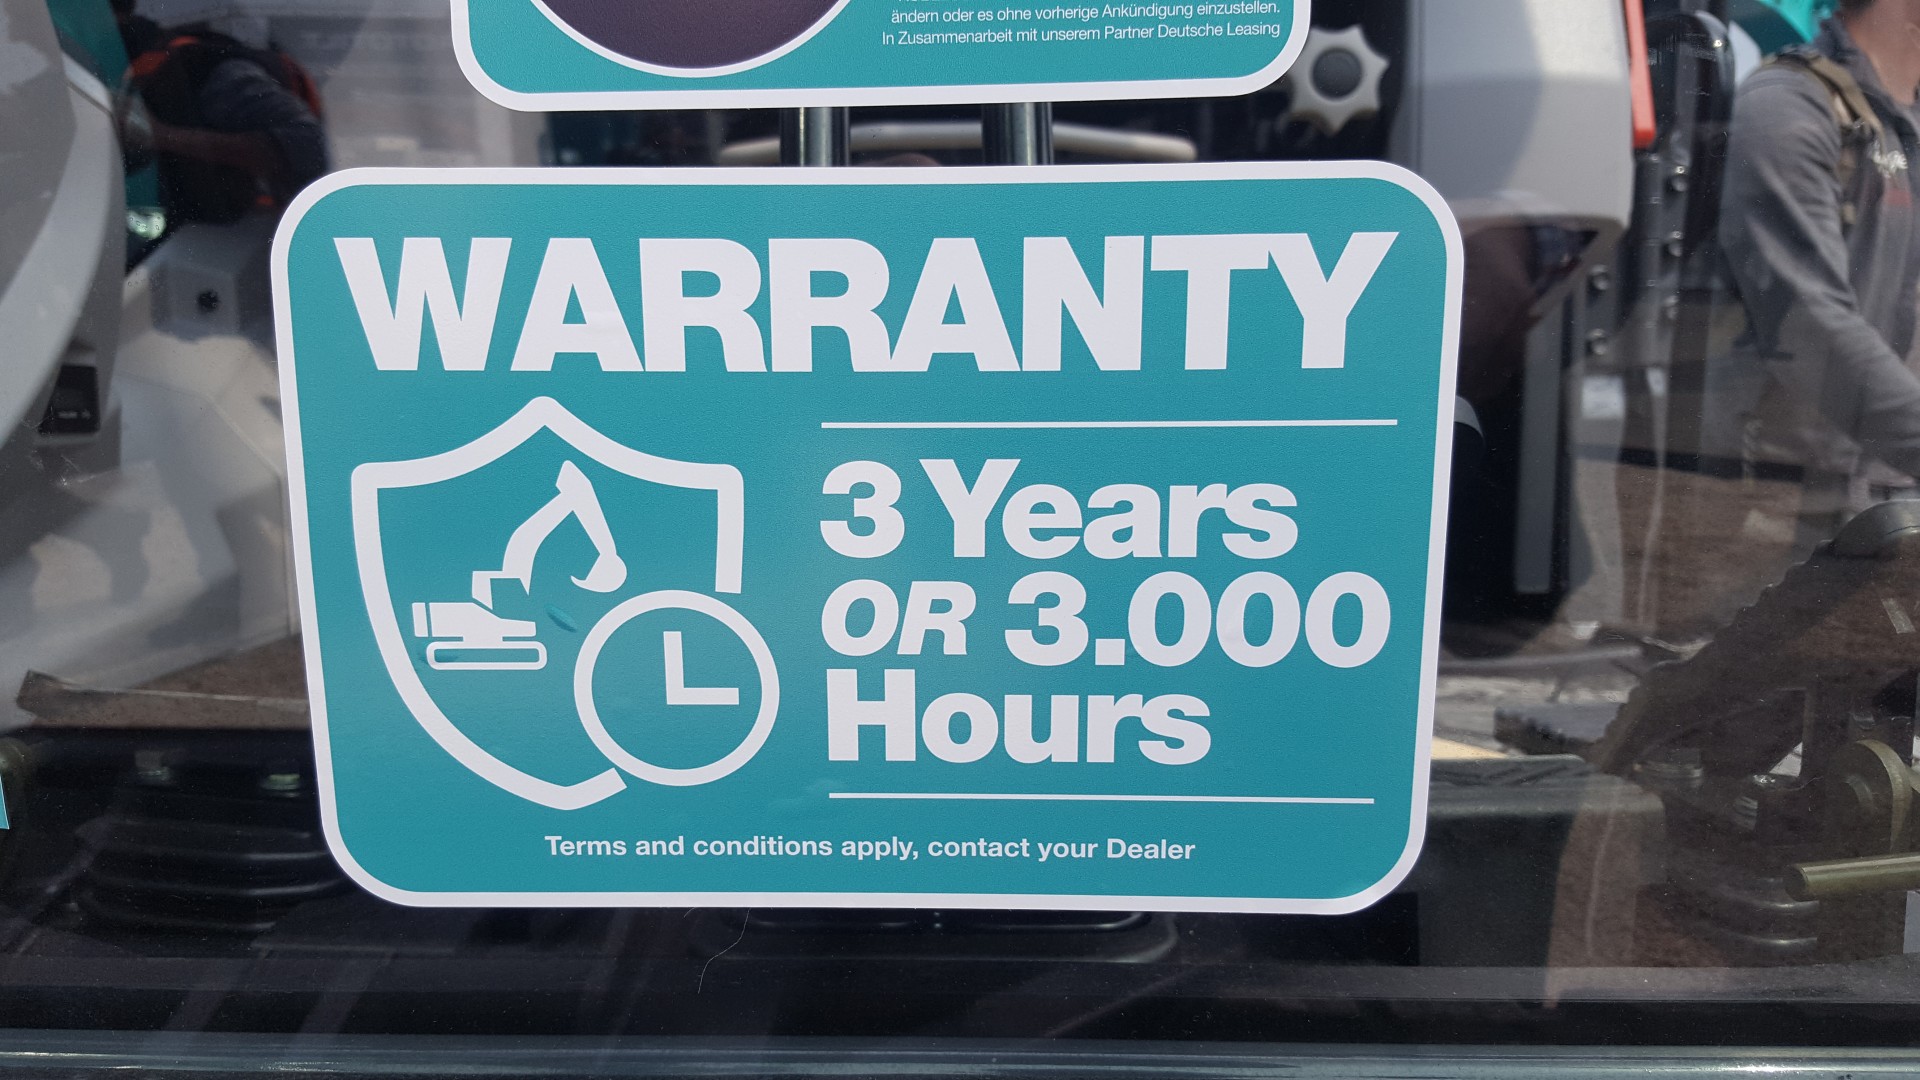 ändern oder es ohne vorherige Ankündigung einzustellen.
In Zusammenarbeit mit unserem Partner Deutsche Leasing
WARRANTY
3 Years
OR 3.000
Hours
Terms and conditions apply, contact your Dealer